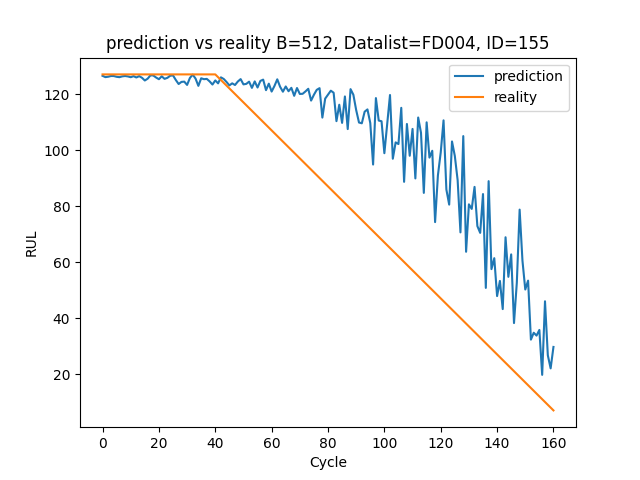 prediction vs reality B=512, Datalist=FD004, ID=155
prediction
reality
RUL
120
100
80
60
40
20
0 20 40 60 80 100 120 140 160
Cycle